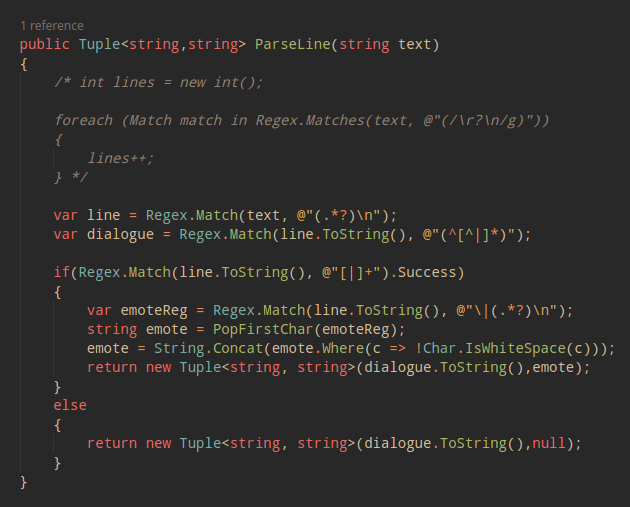 1 reference
public Tuple<string,string> ParseLine(string text)
{
/* int lines = new int();
foreach (Match match in Regex.Matches(text, @"(/\r?\n/g)"))
{
lines++;
} */
var line = Regex.Match(text, @"(.*?)\n");
var dialogue = Regex.Match(line.ToString(), @"(^[^|]*)");
if(Regex.Match(line.ToString(), @"[|]+").Success)
{
var emoteReg = Regex.Match(line.ToString(), @"\|(.*?)\n");
string emote = PopFirstChar(emoteReg);
emote = String.Concat(emote.Where(c => !Char.IsWhiteSpace(c)));
return new Tuple<string, string>(dialogue.ToString(),emote);
}
else
{
return new Tuple<string, string>(dialogue.ToString(),null);
}
}